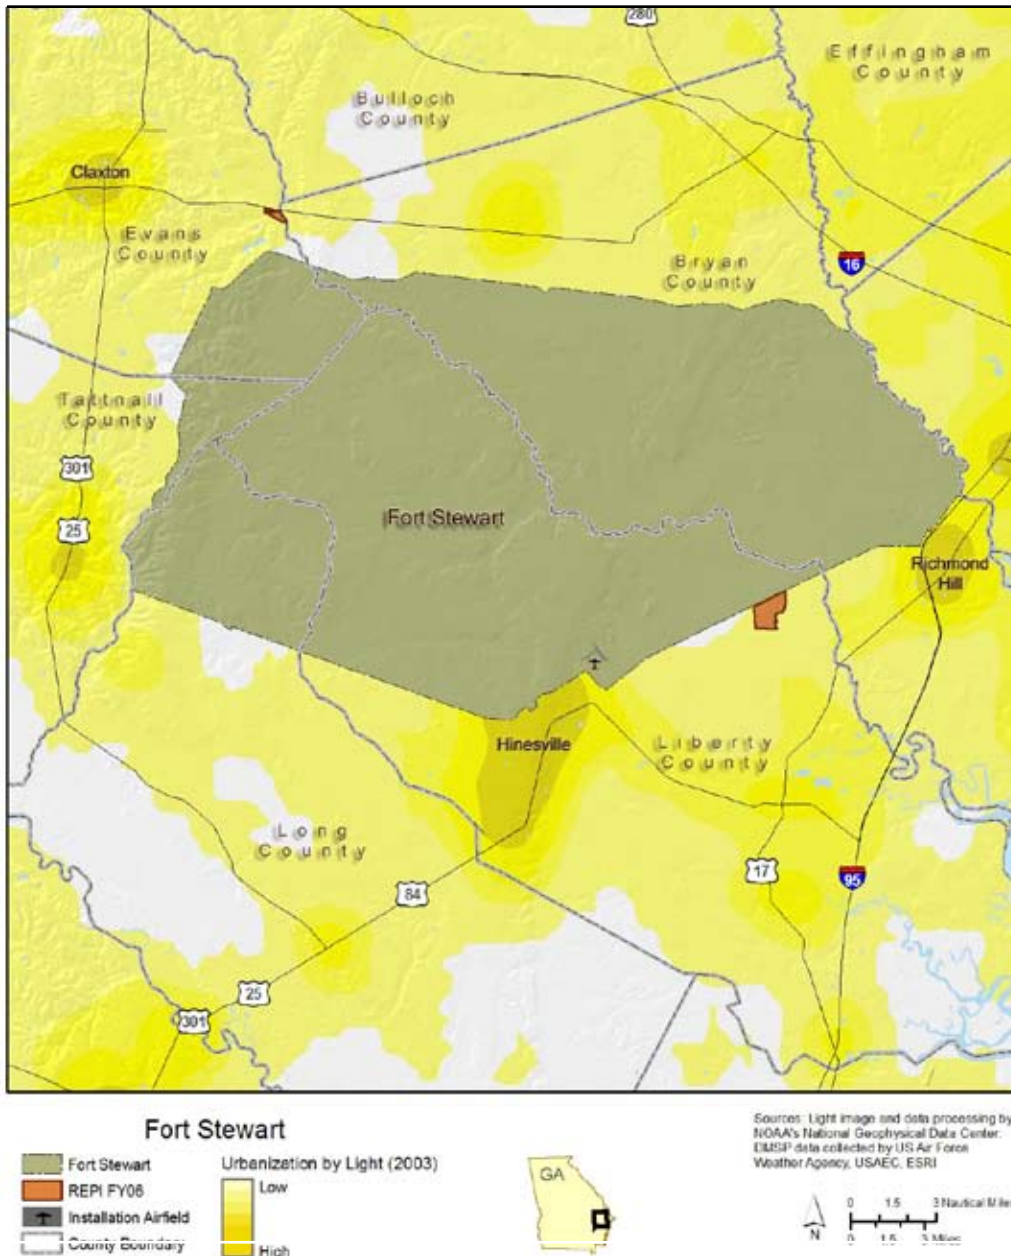 280
Effingham
County
Bulloch
County
Claxton
Evans
County
Bryan
County
16
Tattnall
County
301
25
Fort Stewart
Richmond
Hill
Hinesville
Liberty
County
Long
County
84
17
95
25
301
Fort Stewart
Fort Stewart
REPI FY06
Installation Airfield
County Boundary
Urbanization by Light (2003)
Low
High
GA
Sources: Light image and data processing by
NOAA's National Geophysical Data Center.
DMSP data collected by US Air Force
Weather Agency, USAEC, ESRI
N
0 1.5 3 Nautical Miles
0 1.5 3 Miles